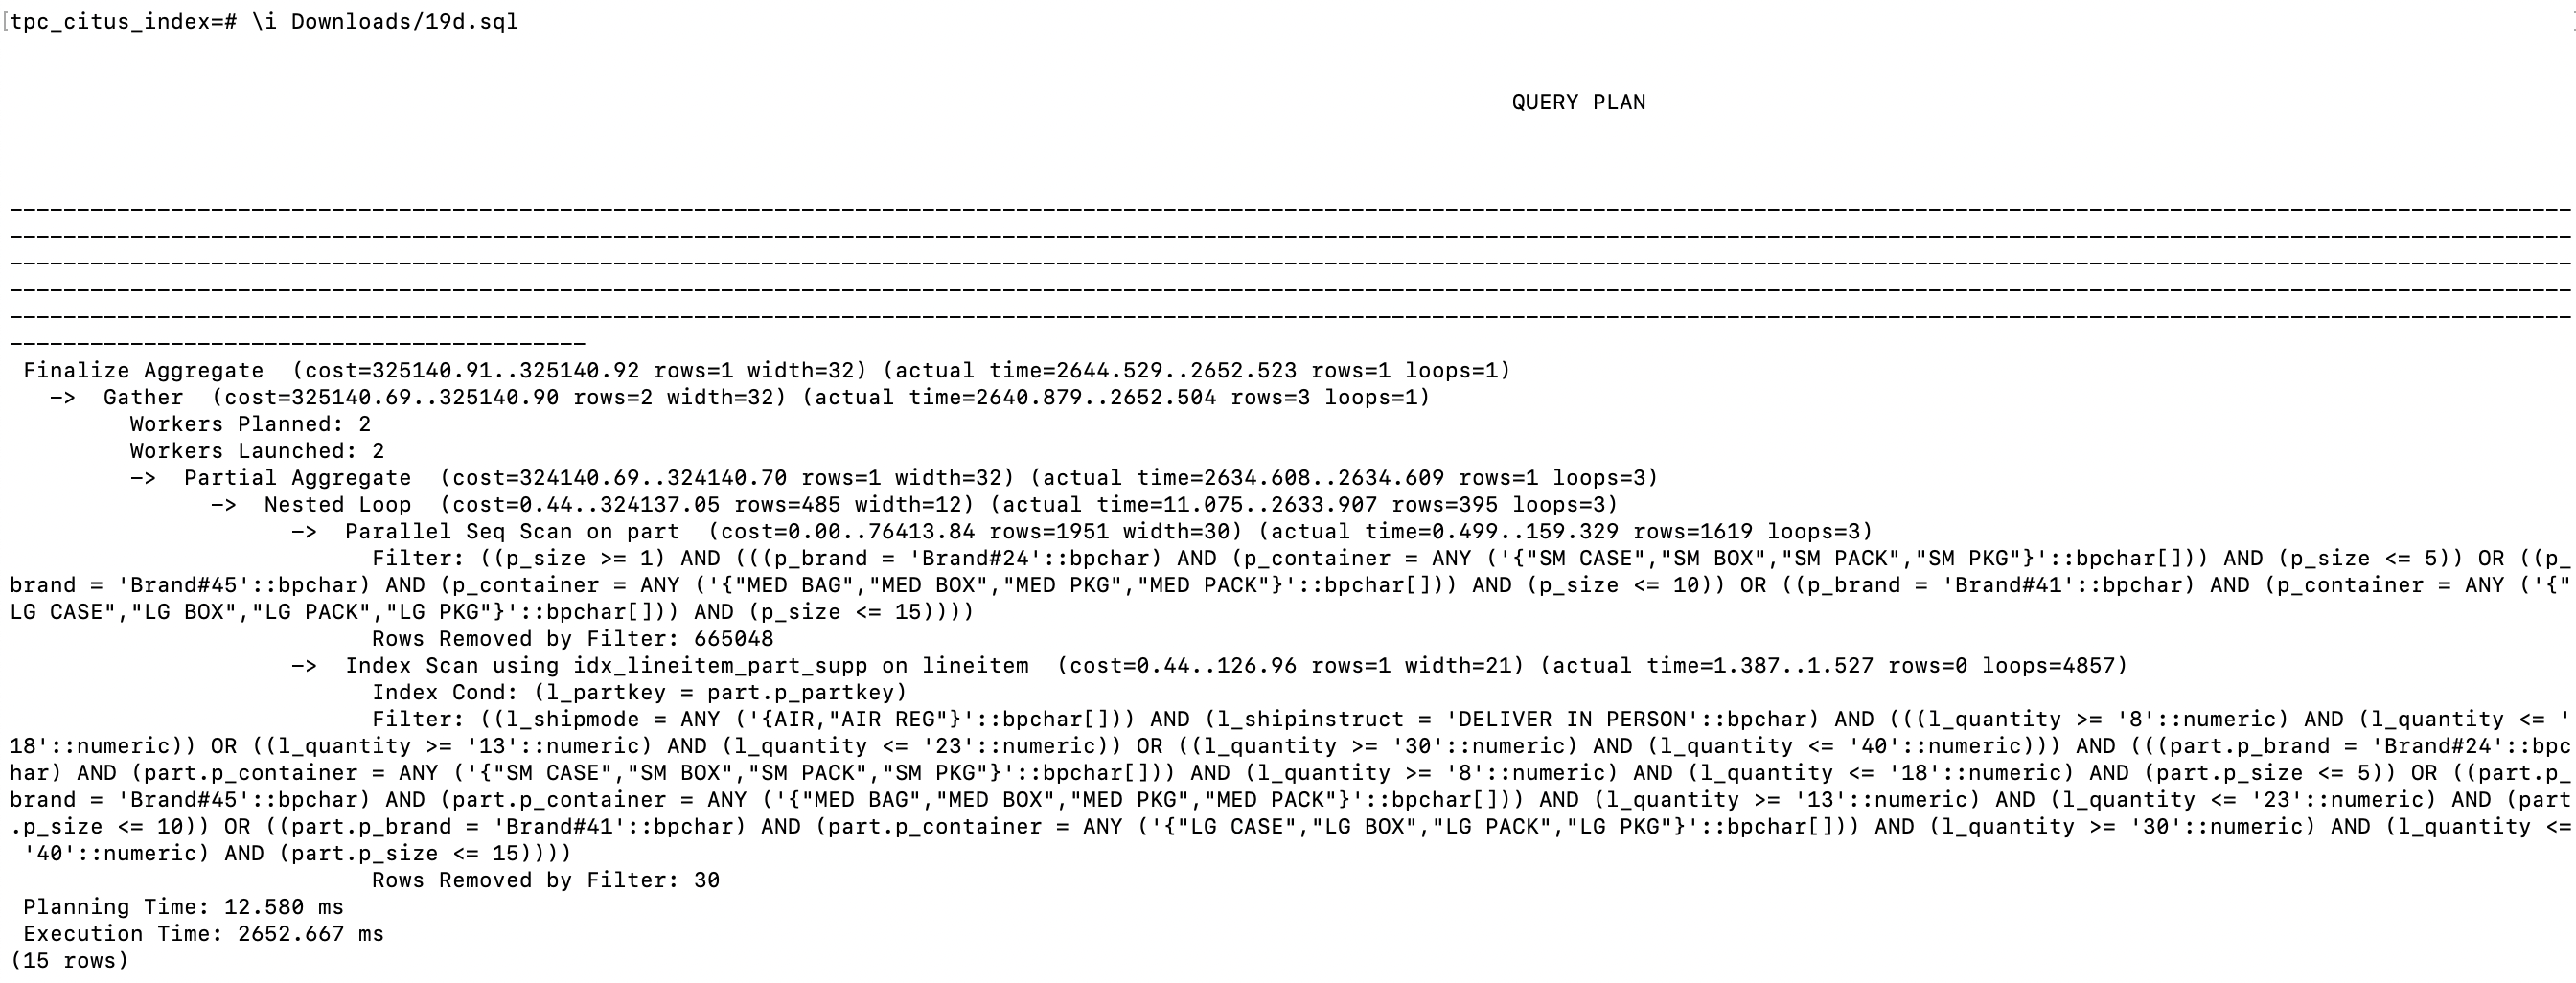 [tpc_citus_index=# \i Downloads/19d.sql ]
QUERY PLAN
-----------------------------------------------------------------------------------------------------------------------------------------------------------------------------------------------
-----------------------------------------------------------------------------------------------------------------------------------------------------------------------------------------------
-----------------------------------------------------------------------------------------------------------------------------------------------------------------------------------------------
-----------------------------------------------------------------------------------------------------------------------------------------------------------------------------------------------
-----------------------------------------------------------------------------------------------------------------------------------------------------------------------------------------------
-------------------------------------------
 Finalize Aggregate  (cost=325140.91..325140.92 rows=1 width=32) (actual time=2644.529..2652.523 rows=1 loops=1)
   ->  Gather  (cost=325140.69..325140.90 rows=2 width=32) (actual time=2640.879..2652.504 rows=3 loops=1)
         Workers Planned: 2
         Workers Launched: 2
         ->  Partial Aggregate  (cost=324140.69..324140.70 rows=1 width=32) (actual time=2634.608..2634.609 rows=1 loops=3)
               ->  Nested Loop  (cost=0.44..324137.05 rows=485 width=12) (actual time=11.075..2633.907 rows=395 loops=3)
                     ->  Parallel Seq Scan on part  (cost=0.00..76413.84 rows=1951 width=30) (actual time=0.499..159.329 rows=1619 loops=3)
                           Filter: ((p_size >= 1) AND (((p_brand = 'Brand#24'::bpchar) AND (p_container = ANY ('{"SM CASE","SM BOX","SM PACK","SM PKG"}'::bpchar[])) AND (p_size <= 5)) OR ((p_
brand = 'Brand#45'::bpchar) AND (p_container = ANY ('{"MED BAG","MED BOX","MED PKG","MED PACK"}'::bpchar[])) AND (p_size <= 10)) OR ((p_brand = 'Brand#41'::bpchar) AND (p_container = ANY ('{"
LG CASE","LG BOX","LG PACK","LG PKG"}'::bpchar[])) AND (p_size <= 15))))
                           Rows Removed by Filter: 665048
                     ->  Index Scan using idx_lineitem_part_supp on lineitem  (cost=0.44..126.96 rows=1 width=21) (actual time=1.387..1.527 rows=0 loops=4857)
                           Index Cond: (l_partkey = part.p_partkey)
                           Filter: ((l_shipmode = ANY ('{AIR,"AIR REG"}'::bpchar[])) AND (l_shipinstruct = 'DELIVER IN PERSON'::bpchar) AND (((l_quantity >= '8'::numeric) AND (l_quantity <= '
18'::numeric)) OR ((l_quantity >= '13'::numeric) AND (l_quantity <= '23'::numeric)) OR ((l_quantity >= '30'::numeric) AND (l_quantity <= '40'::numeric))) AND (((part.p_brand = 'Brand#24'::bpc
har) AND (part.p_container = ANY ('{"SM CASE","SM BOX","SM PACK","SM PKG"}'::bpchar[])) AND (l_quantity >= '8'::numeric) AND (l_quantity <= '18'::numeric) AND (part.p_size <= 5)) OR ((part.p_
brand = 'Brand#45'::bpchar) AND (part.p_container = ANY ('{"MED BAG","MED BOX","MED PKG","MED PACK"}'::bpchar[])) AND (l_quantity >= '13'::numeric) AND (l_quantity <= '23'::numeric) AND (part
.p_size <= 10)) OR ((part.p_brand = 'Brand#41'::bpchar) AND (part.p_container = ANY ('{"LG CASE","LG BOX","LG PACK","LG PKG"}'::bpchar[])) AND (l_quantity >= '30'::numeric) AND (l_quantity <=
 '40'::numeric) AND (part.p_size <= 15))))
                           Rows Removed by Filter: 30
 Planning Time: 12.580 ms
 Execution Time: 2652.667 ms
(15 rows)